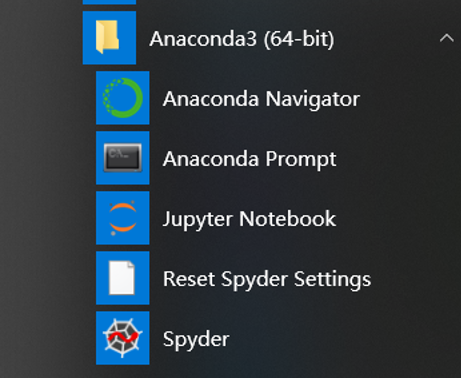 Anaconda3 (64-bit)
Anaconda Navigator
Anaconda Prompt
Jupyter Notebook
Reset Spyder Settings
Spyder